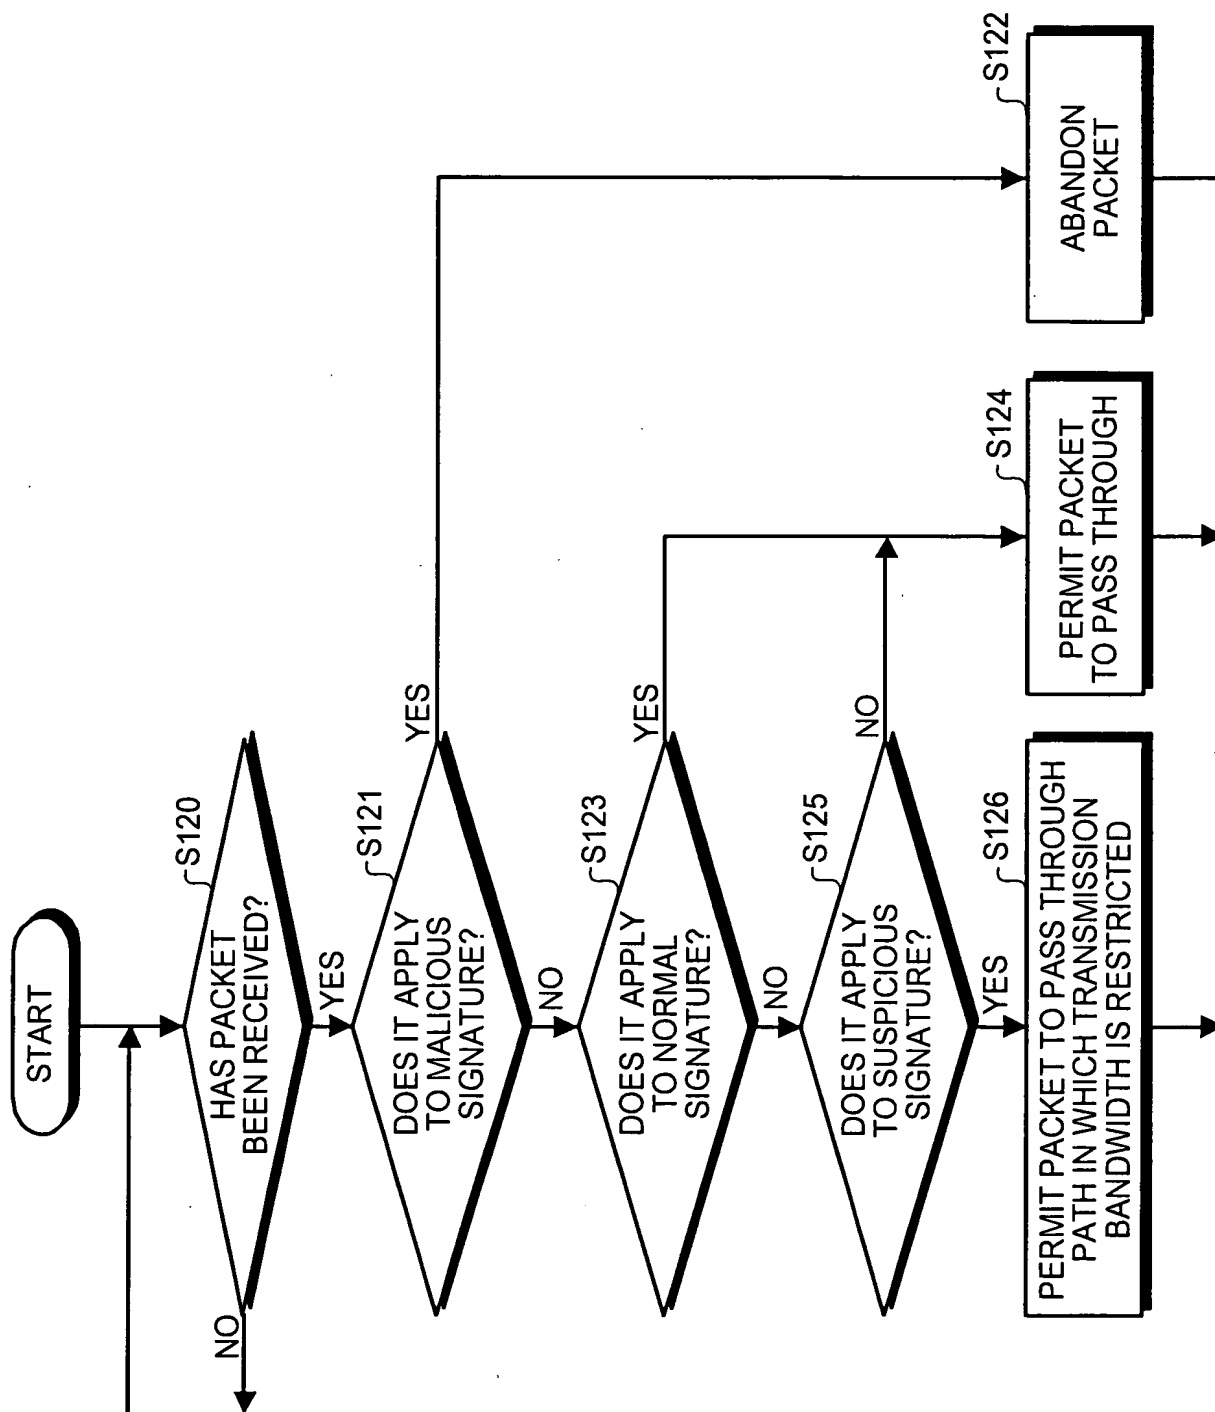 START
HAS PACKET
BEEN RECEIVED?
S120
NO
YES
DOES IT APPLY
TO MALICIOUS
SIGNATURE?
S121
YES
NO
DOES IT APPLY
TO NORMAL
SIGNATURE?
S123
YES
NO
DOES IT APPLY
TO SUSPICIOUS
SIGNATURE?
S125
NO
YES
PERMIT PACKET TO PASS THROUGH
PATH IN WHICH TRANSMISSION
BANDWIDTH IS RESTRICTED
S126
PERMIT PACKET
TO PASS THROUGH
S124
ABANDON
PACKET
S122